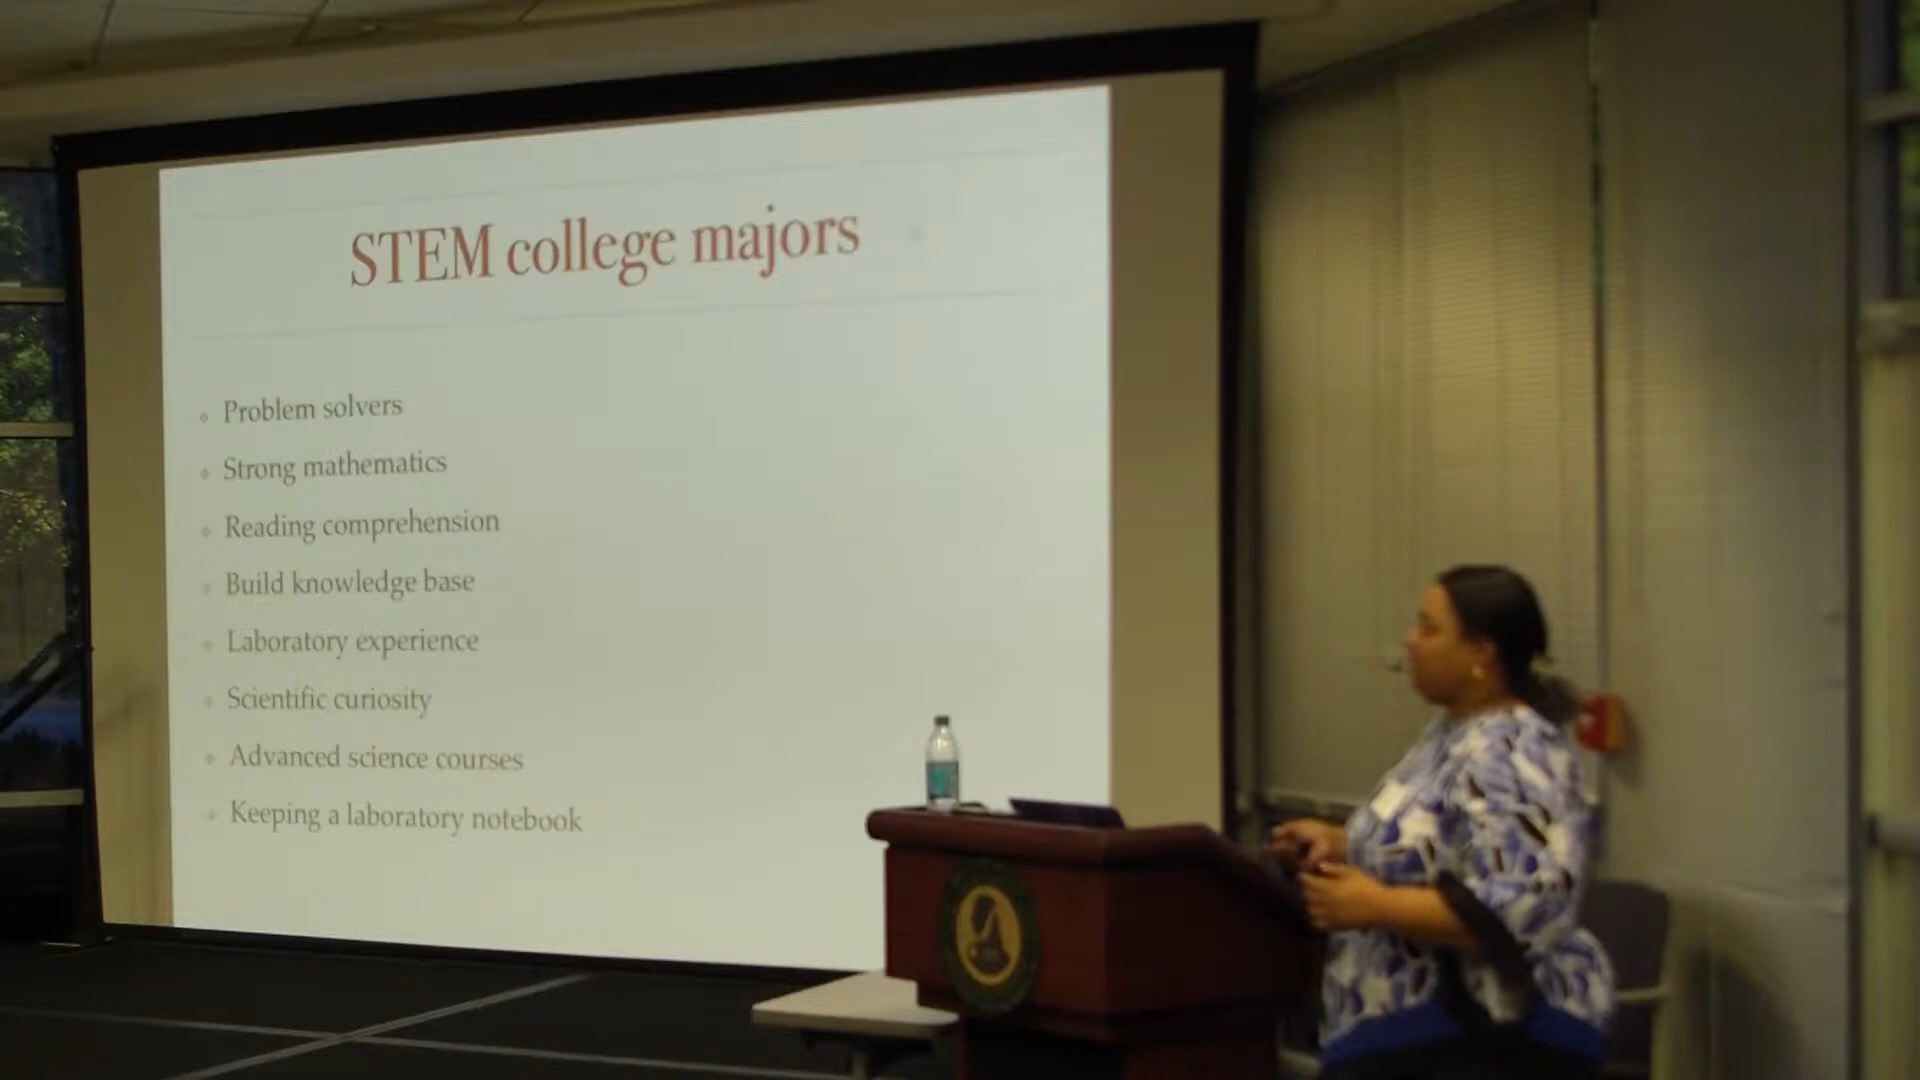 STEM college majors
Problem solvers
Strong mathematics
Reading comprehension
Build knowledge base
Laboratory experience
Scientific curiosity
Advanced science courses
Keeping a laboratory notebook